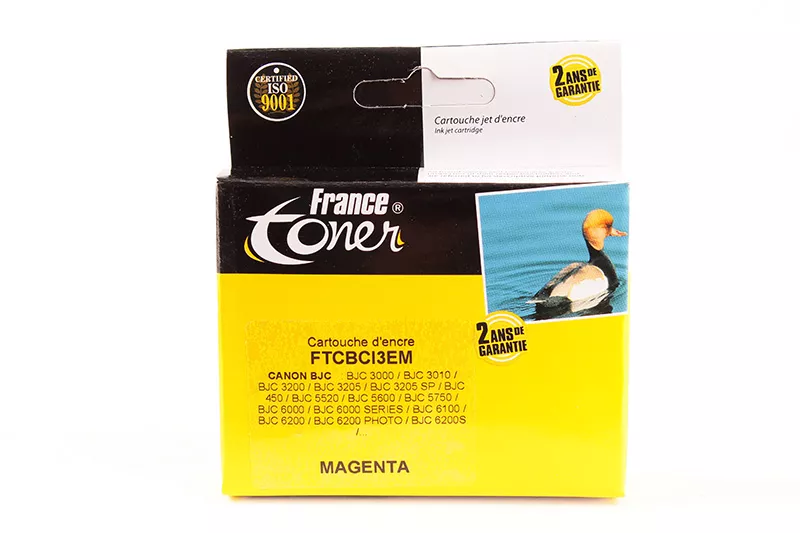 CERTIFIED
ISO
9001
2 ANS DE
GARANTIE
Cartouche jet d'encre
Ink jet cartridge
France ®
toner
2 ANS DE
GARANTIE
Cartouche d'encre
FTCBCI3EM
CANON BJC : BJC 3000 / BJC 3010 /
BJC 3200 / BJC 3205 / BJC 3205 SP / BJC
450 / BJC 5520 / BJC 5600 / BJC 5750 /
BJC 6000 / BJC 6000 SERIES / BJC 6100 /
BJC 6200 / BJC 6200 PHOTO / BJC 6200S
/...
MAGENTA